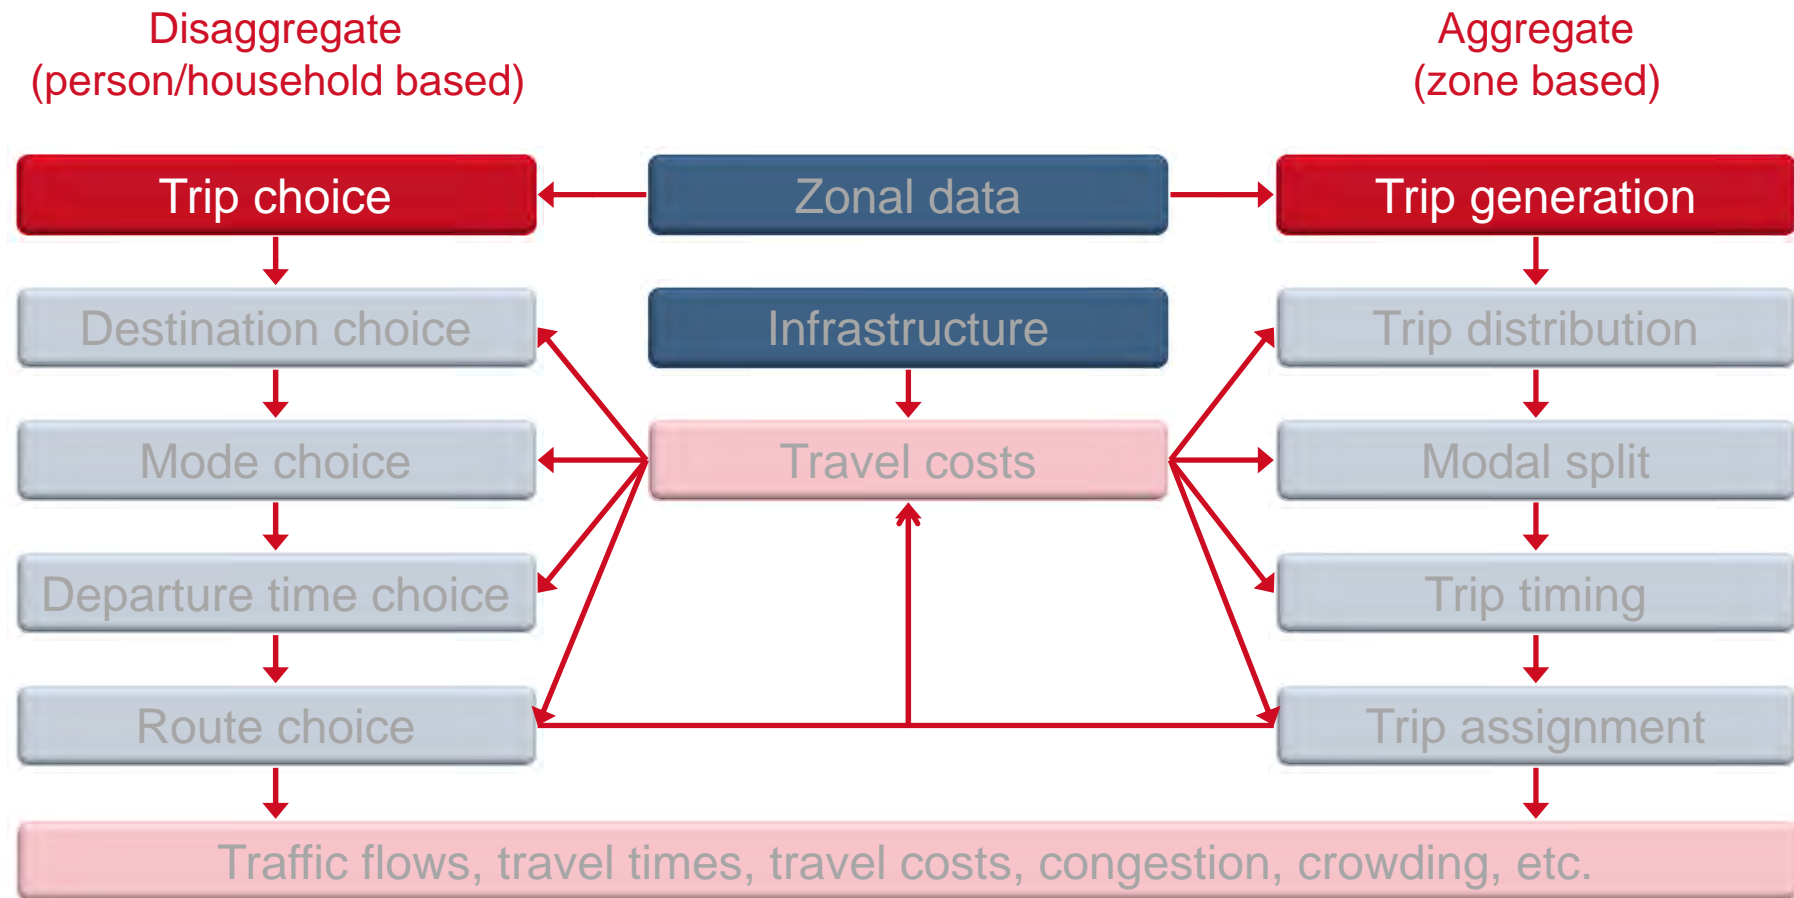 Disaggregate
(person/household based)
Aggregate
(zone based)
Trip choice
Zonal data
Trip generation
Destination choice
Infrastructure
Trip distribution
Mode choice
Travel costs
Modal split
Departure time choice
Trip timing
Route choice
Trip assignment
Traffic flows, travel times, travel costs, congestion, crowding, etc.